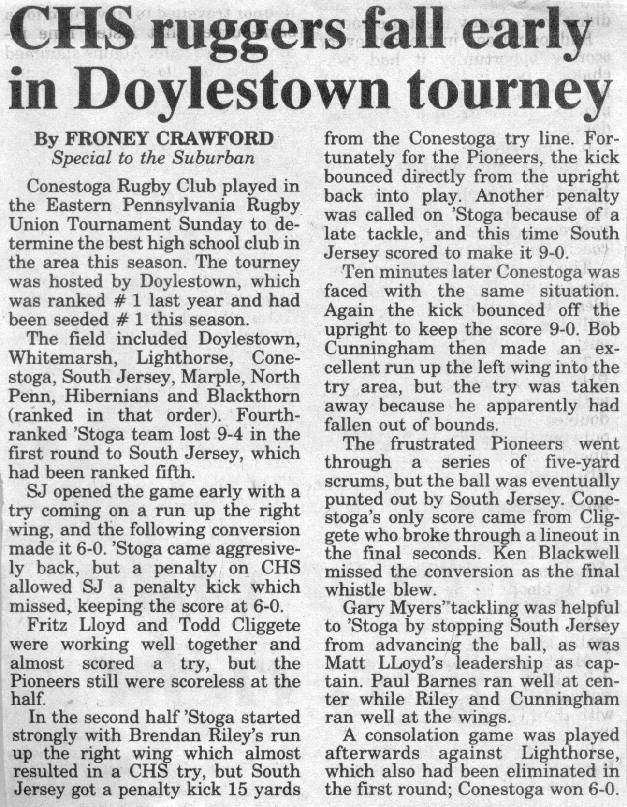 CHS ruggers fall early
in Doylestown tourney
By FRONEY CRAWFORD
Special to the Suburban
Conestoga Rugby Club played in
the Eastern Pennsylvania Rugby
Union Tournament Sunday to de-
termine the best high school club in
the area this season. The tourney
was hosted by Doylestown, which
was ranked # 1 last year and had
been seeded # 1 this season.
The field included Doylestown,
Whitemarsh, Lighthorse, Cone-
stoga, South Jersey, Marple, North
Penn, Hibernians and Blackthorn
(ranked in that order). Fourth-
ranked 'Stoga team lost 9-4 in the
first round to South Jersey, which
had been ranked fifth.
SJ opened the game early with a
try coming on a run up the right
wing, and the following conversion
made it 6-0. 'Stoga came aggresive-
ly back, but a penalty on CHS
allowed SJ a penalty kick which
missed, keeping the score at 6-0.
Fritz Lloyd and Todd Cliggete
were working well together and
almost scored a try, but the
Pioneers still were scoreless at the
half.
In the second half 'Stoga started
strongly with Brendan Riley's run
up the right wing which almost
resulted in a CHS try, but South
Jersey got a penalty kick 15 yards
from the Conestoga try line. For-
tunately for the Pioneers, the kick
bounced directly from the upright
back into play. Another penalty
was called on 'Stoga because of a
late tackle, and this time South
Jersey scored to make it 9-0.
Ten minutes later Conestoga was
faced with the same situation.
Again the kick bounced off the
upright to keep the score 9-0. Bob
Cunningham then made an ex-
cellent run up the left wing into the
try area, but the try was taken
away because he apparently had
fallen out of bounds.
The frustrated Pioneers went
through a series of five-yard
scrums, but the ball was eventually
punted out by South Jersey. Cone-
stoga's only score came from Clig-
gete who broke through a lineout in
the final seconds. Ken Blackwell
missed the conversion as the final
whistle blew.
Gary Myers" tackling was helpful
to 'Stoga by stopping South Jersey
from advancing the ball, as was
Matt LLoyd's leadership as cap-
tain. Paul Barnes ran well at cen-
ter while Riley and Cunningham
ran well at the wings.
A consolation game was played
afterwards against Lighthorse,
which also had been eliminated in
the first round; Conestoga won 6-0.